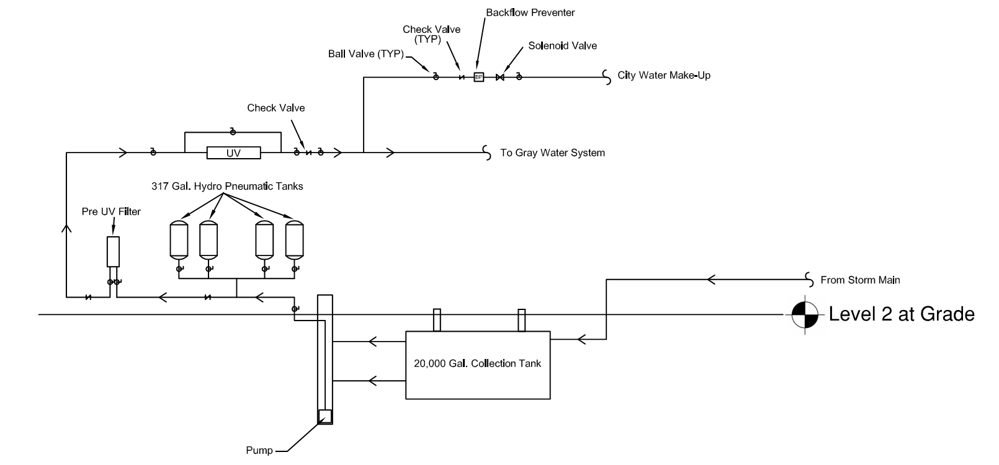 Backflow Preventer
Check Valve
(TYP)
Solenoid Valve
Ball Valve (TYP)
BP
City Water Make-Up
Check Valve
UV
To Gray Water System
317 Gal. Hydro Pneumatic Tanks
Pre UV Filter
From Storm Main
Level 2 at Grade
20,000 Gal. Collection Tank
Pump